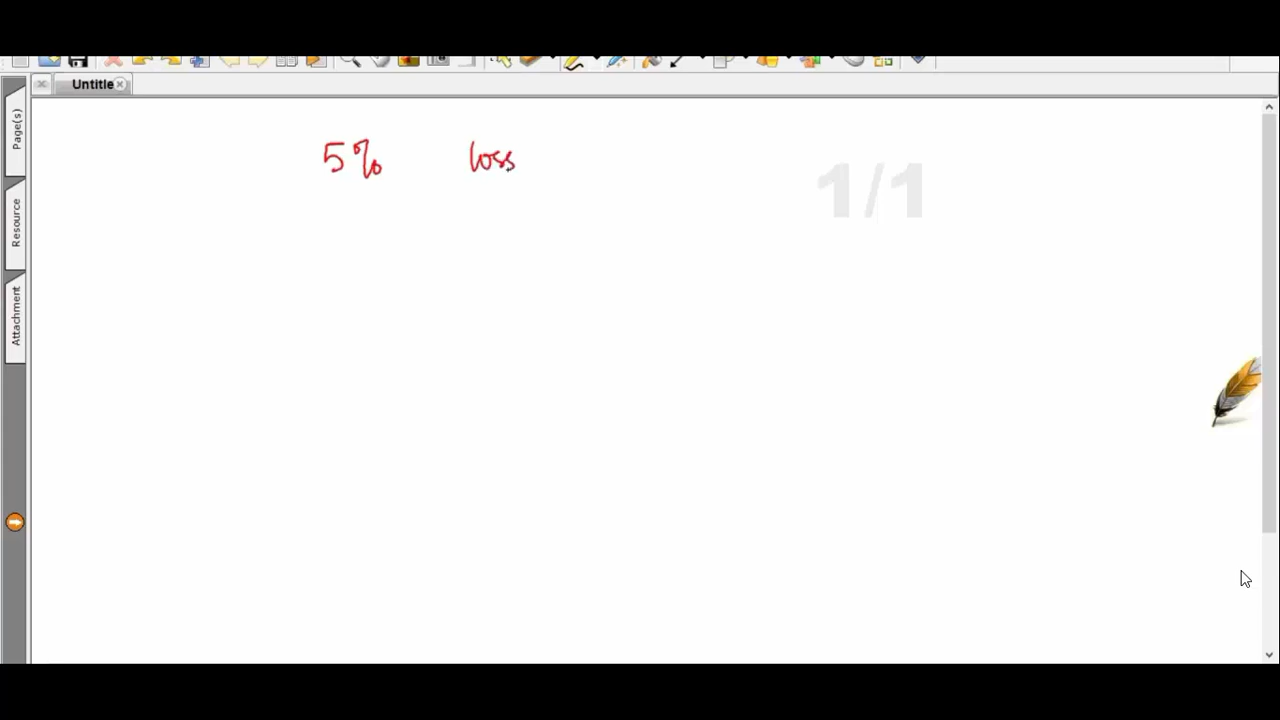 Untitle
Page(s)
5% loss
1/1
Resource
Attachment